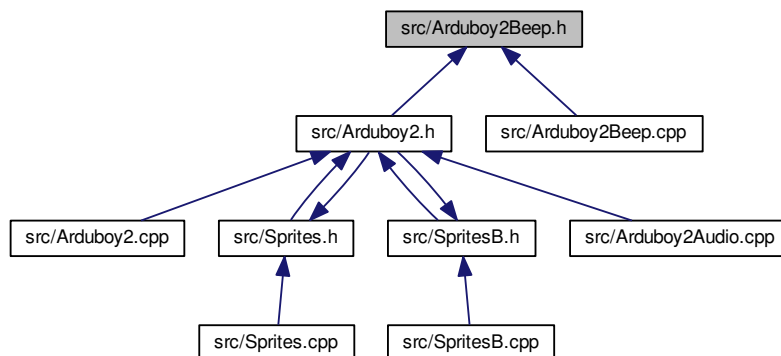 src/Arduboy2Beep.h
src/Arduboy2.h
src/Arduboy2Beep.cpp
src/Arduboy2.cpp
src/Sprites.h
src/SpritesB.h
src/Arduboy2Audio.cpp
src/Sprites.cpp
src/SpritesB.cpp